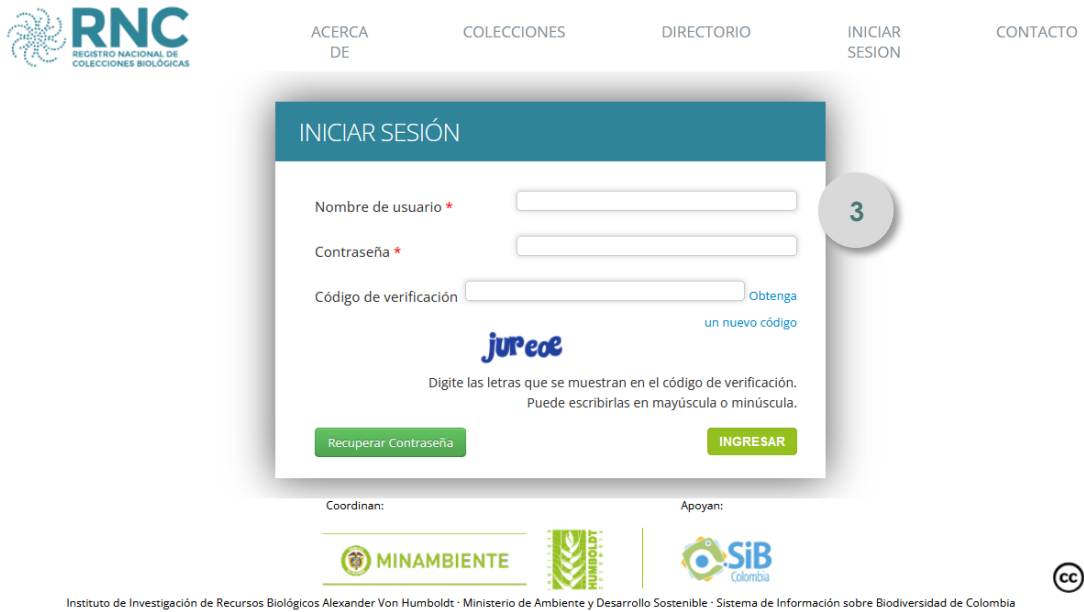 RNC
REGISTRO NACIONAL DE
COLECCIONES BIOLÓGICAS
ACERCA
DE
COLECCIONES
DIRECTORIO
INICIAR
SESION
CONTACTO
INICIAR SESIÓN
Nombre de usuario *
3
Contraseña *
Código de verificación
Obtenga
un nuevo código
jureoe
Digite las letras que se muestran en el código de verificación.
Puede escribirlas en mayúscula o minúscula.
Recuperar Contraseña
INGRESAR
Coordinan:
Apoyan:
MINAMBIENTE
HUMBOLDT
SiB
Colombia
cc
Instituto de Investigación de Recursos Biológicos Alexander Von Humboldt · Ministerio de Ambiente y Desarrollo Sostenible · Sistema de Información sobre Biodiversidad de Colombia